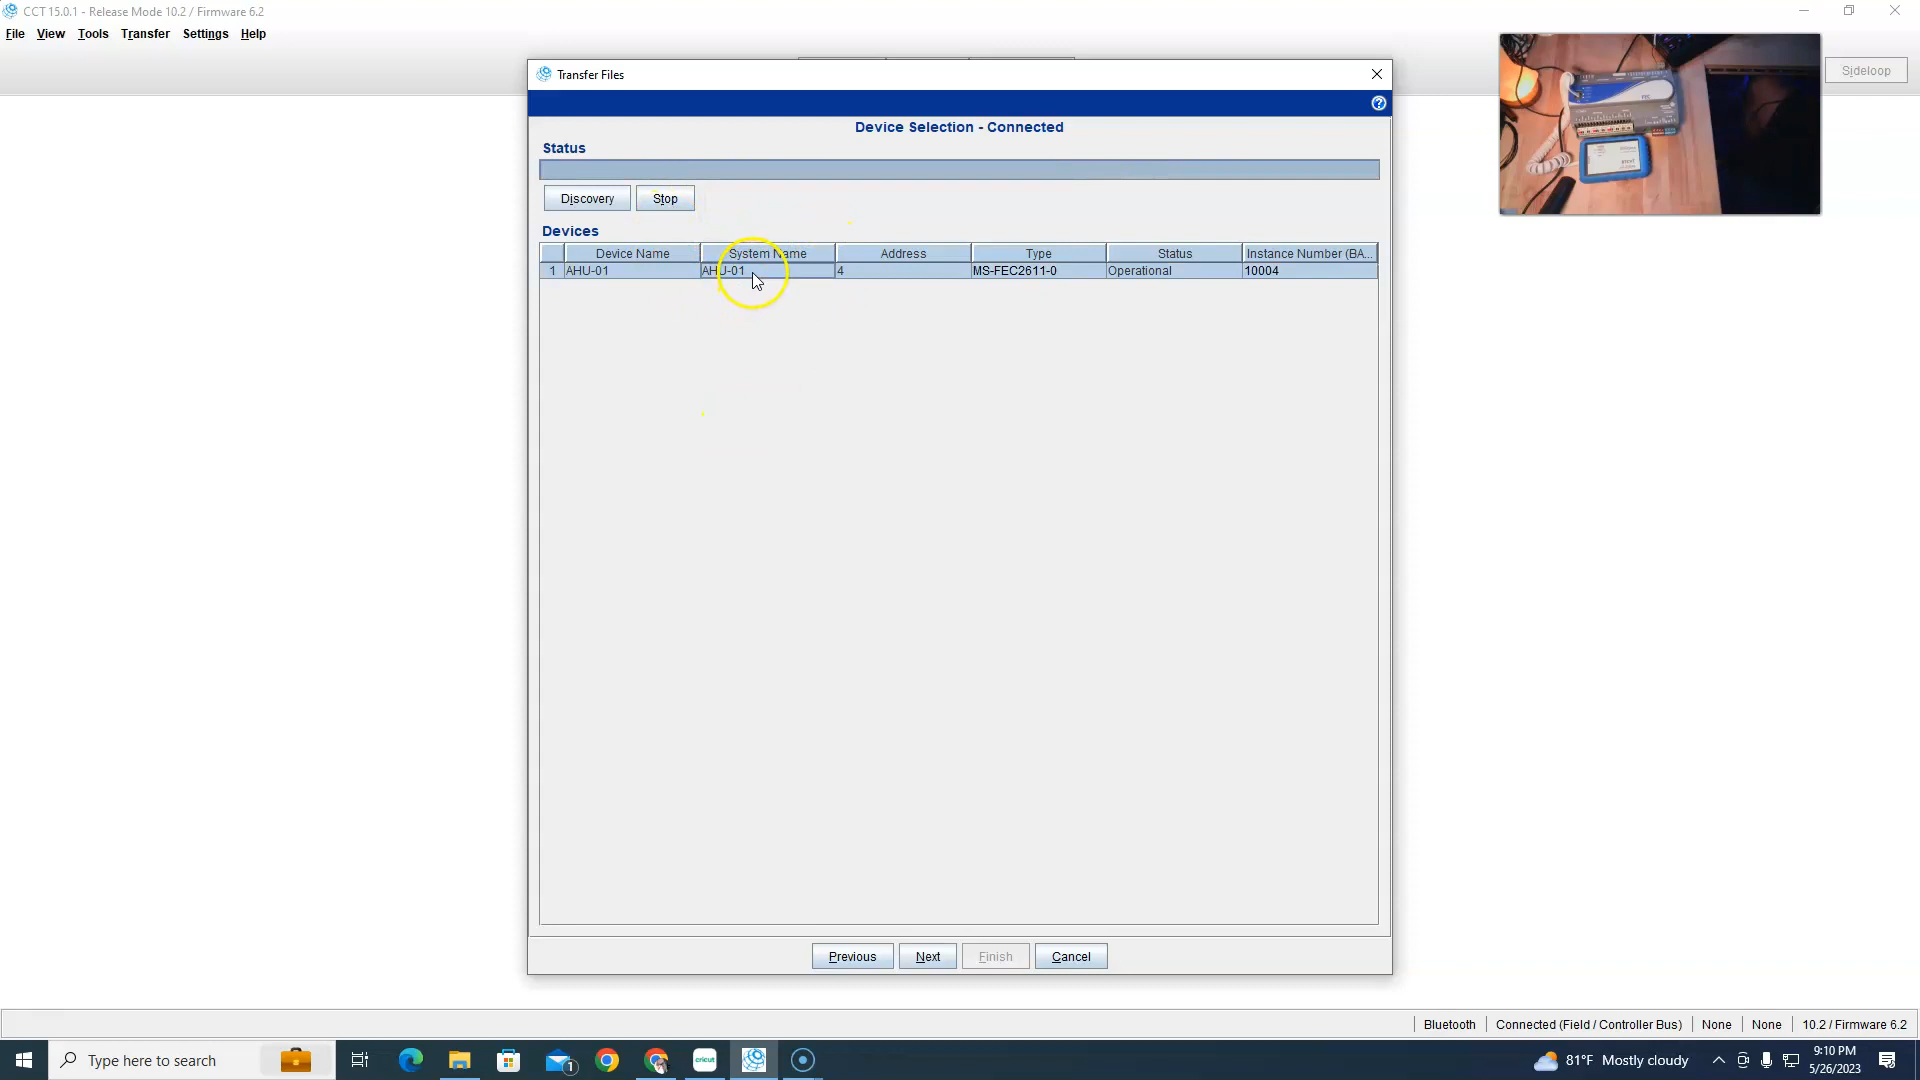 CCT 15.0.1 - Release Mode 10.2 / Firmware 6.2
File View Tools Transfer Settings Help
Sideloop
Transfer Files
Device Selection - Connected
Status
Discovery Stop
Devices
Device Name System Name Address Type Status Instance Number (BA...
1 AHU-01 AHU-01 4 MS-FEC2611-0 Operational 10004
Previous Next Finish Cancel
Bluetooth Connected (Field / Controller Bus) None None 10.2 / Firmware 6.2
Type here to search
cricut
1
81°F Mostly cloudy
9:10 PM
5/26/2023